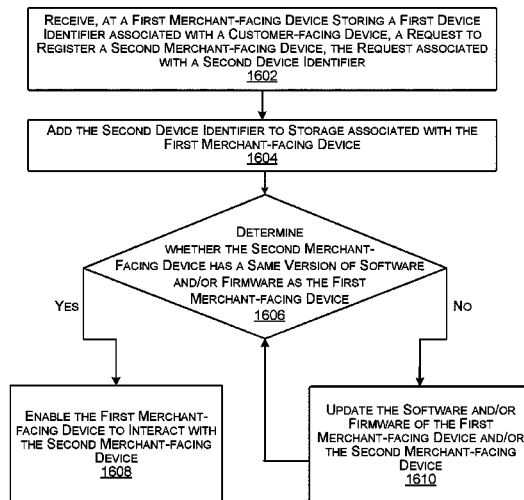 RECEIVE, AT A FIRST MERCHANT-FACING DEVICE STORING A FIRST DEVICE
IDENTIFIER ASSOCIATED WITH A CUSTOMER-FACING DEVICE, A REQUEST TO
REGISTER A SECOND MERCHANT-FACING DEVICE, THE REQUEST ASSOCIATED
WITH A SECOND DEVICE IDENTIFIER
1602
ADD THE SECOND DEVICE IDENTIFIER TO STORAGE ASSOCIATED WITH THE
FIRST MERCHANT-FACING DEVICE
1604
DETERMINE
WHETHER THE SECOND MERCHANT-
FACING DEVICE HAS A SAME VERSION OF SOFTWARE
AND/OR FIRMWARE AS THE FIRST
MERCHANT-FACING DEVICE
1606
YES
NO
ENABLE THE FIRST MERCHANT-
FACING DEVICE TO INTERACT WITH
THE SECOND MERCHANT-FACING
DEVICE
1608
UPDATE THE SOFTWARE AND/OR
FIRMWARE OF THE FIRST
MERCHANT-FACING DEVICE AND/OR
THE SECOND MERCHANT-FACING
DEVICE
1610